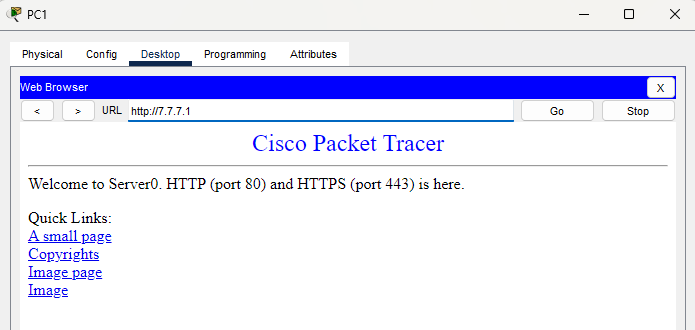 PC1
Physical Config Desktop Programming Attributes
Web Browser X
< > URL http://7.7.7.1 Go Stop
Cisco Packet Tracer
Welcome to Server0. HTTP (port 80) and HTTPS (port 443) is here.
Quick Links:
A small page
Copyrights
Image page
Image